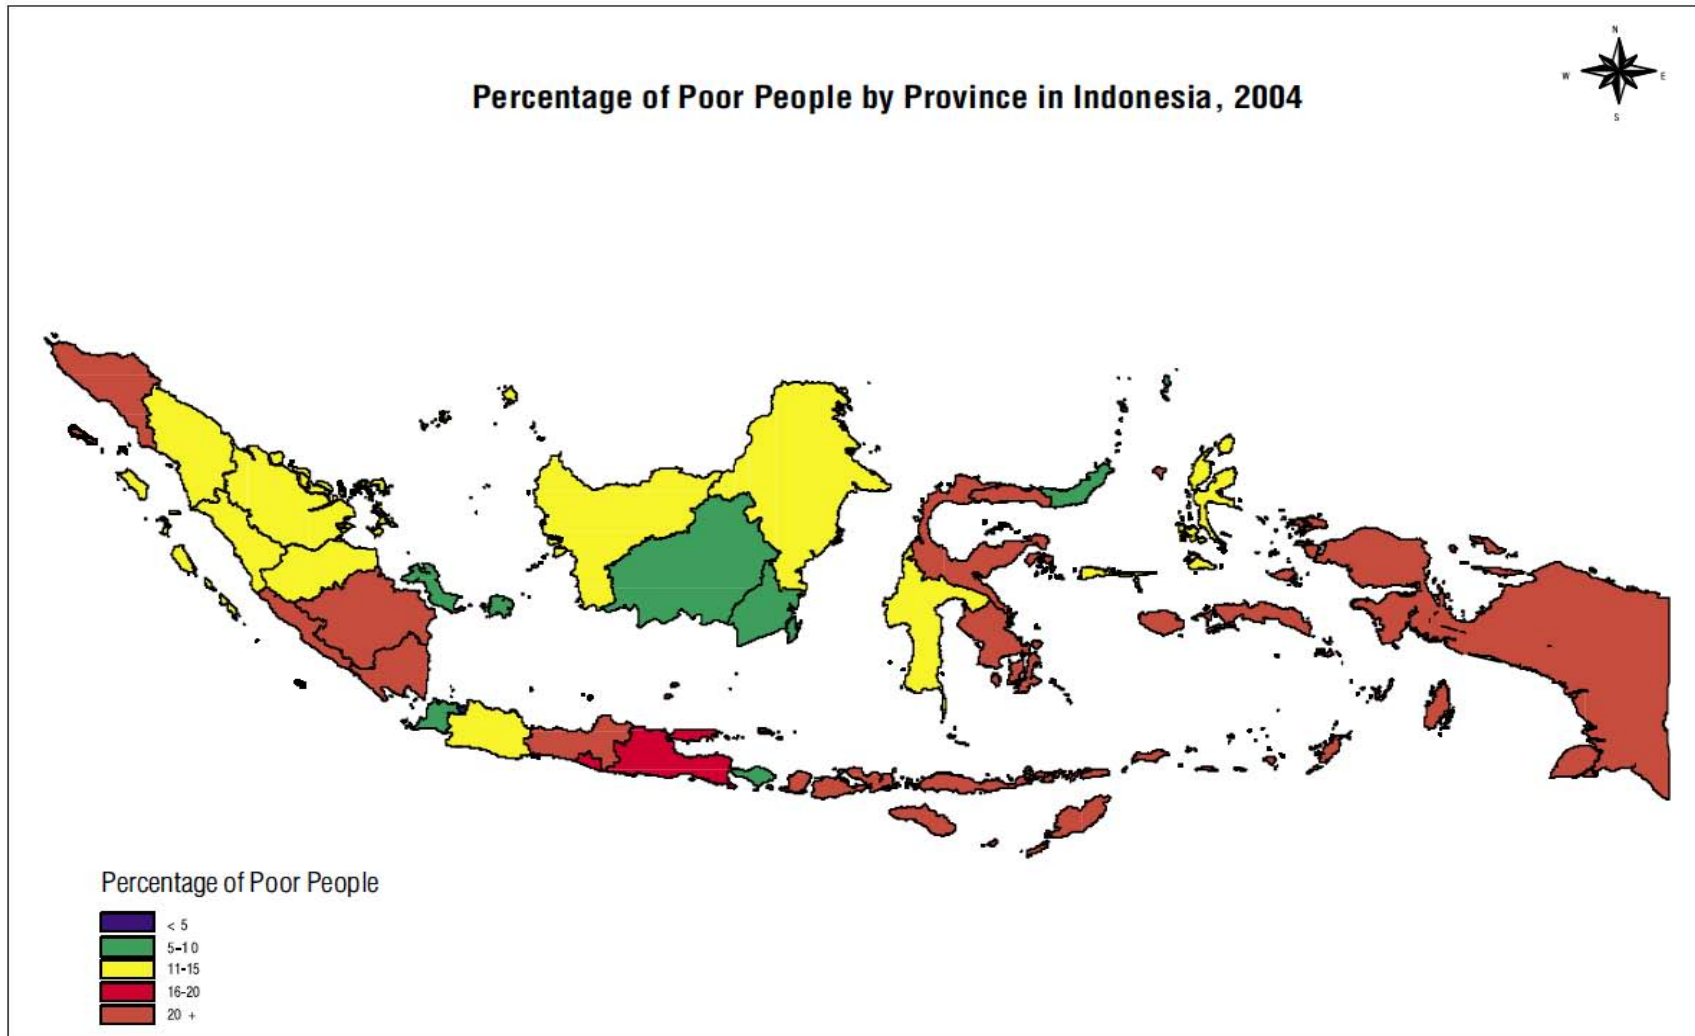 N
W E
S
Percentage of Poor People by Province in Indonesia, 2004
Percentage of Poor People
< 5
5-10
11-15
16-20
20 +